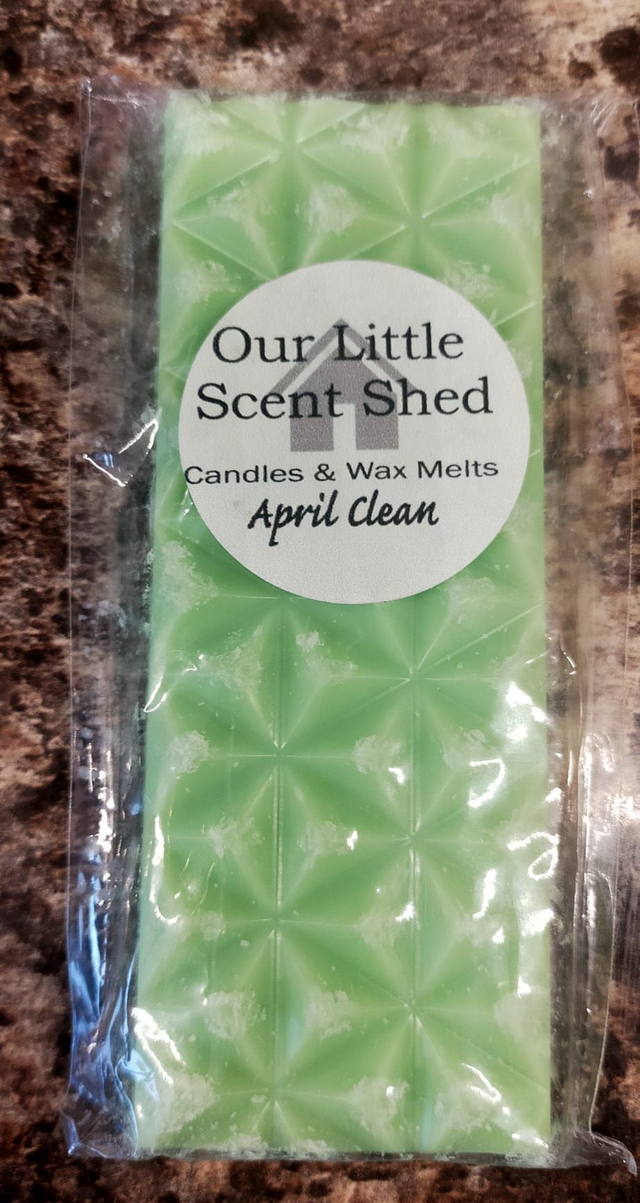 Our Little
Scent Shed
Candles & Wax Melts
April Clean